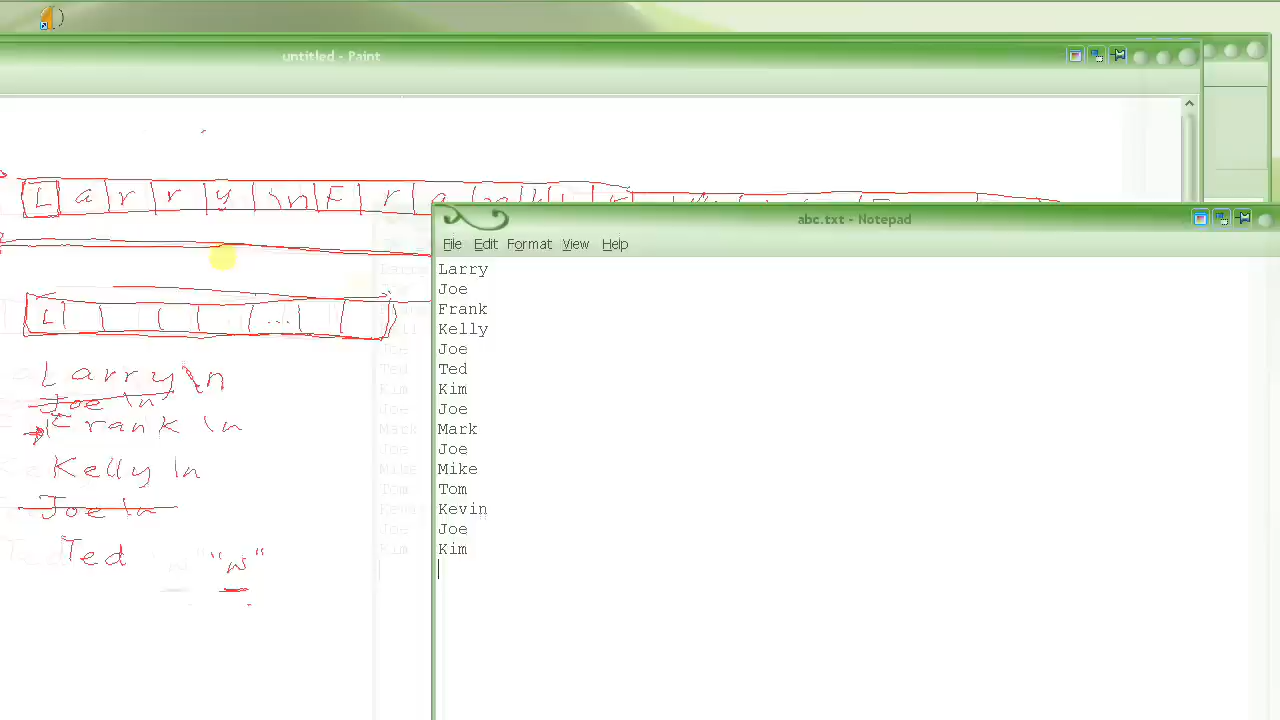 untitled - Paint
L a r r y \n F r a n k
abc.txt - Notepad
File Edit Format View Help
Larry
Joe
Frank
Kelly
Joe
Ted
Kim
Joe
Mark
Joe
Mike
Tom
Kevin
Joe
Kim
L ...
Larry\n
Joe \n
Frank \n
Kelly \n
Joe \n
Ted "w"